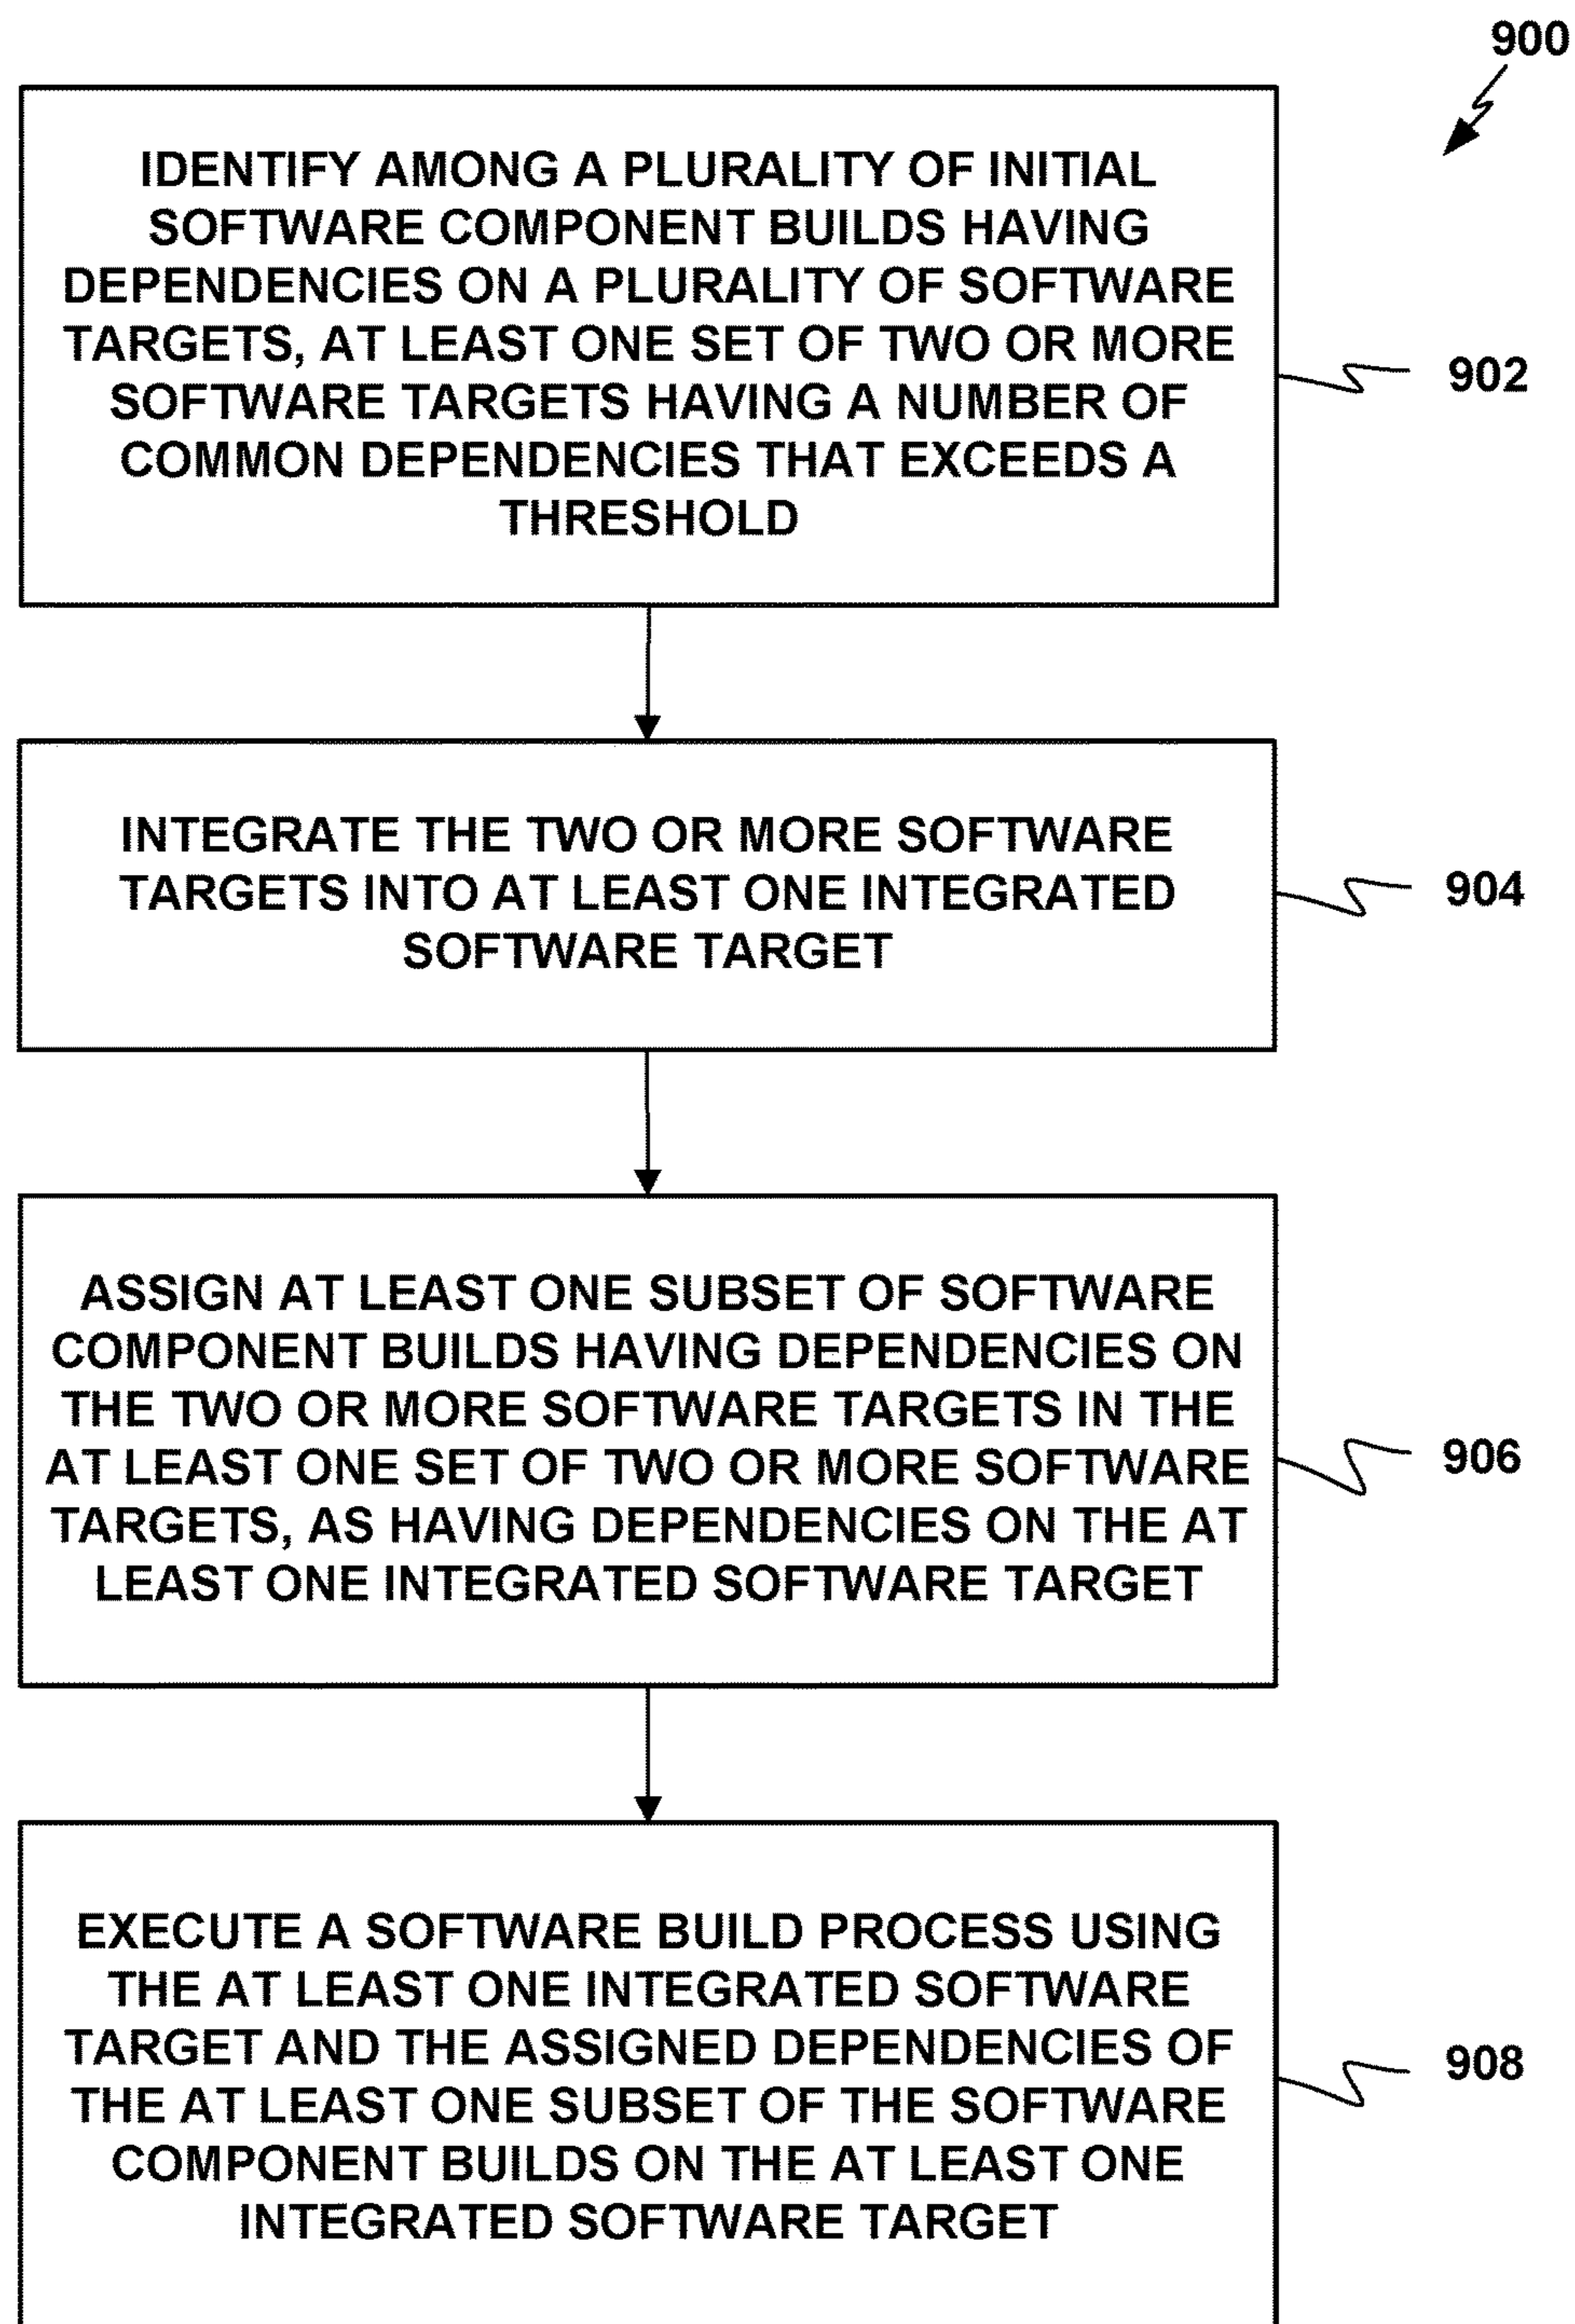 900
IDENTIFY AMONG A PLURALITY OF INITIAL
SOFTWARE COMPONENT BUILDS HAVING
DEPENDENCIES ON A PLURALITY OF SOFTWARE
TARGETS, AT LEAST ONE SET OF TWO OR MORE
SOFTWARE TARGETS HAVING A NUMBER OF
COMMON DEPENDENCIES THAT EXCEEDS A
THRESHOLD
902
INTEGRATE THE TWO OR MORE SOFTWARE
TARGETS INTO AT LEAST ONE INTEGRATED
SOFTWARE TARGET
904
ASSIGN AT LEAST ONE SUBSET OF SOFTWARE
COMPONENT BUILDS HAVING DEPENDENCIES ON
THE TWO OR MORE SOFTWARE TARGETS IN THE
AT LEAST ONE SET OF TWO OR MORE SOFTWARE
TARGETS, AS HAVING DEPENDENCIES ON THE AT
LEAST ONE INTEGRATED SOFTWARE TARGET
906
EXECUTE A SOFTWARE BUILD PROCESS USING
THE AT LEAST ONE INTEGRATED SOFTWARE
TARGET AND THE ASSIGNED DEPENDENCIES OF
THE AT LEAST ONE SUBSET OF THE SOFTWARE
COMPONENT BUILDS ON THE AT LEAST ONE
INTEGRATED SOFTWARE TARGET
908